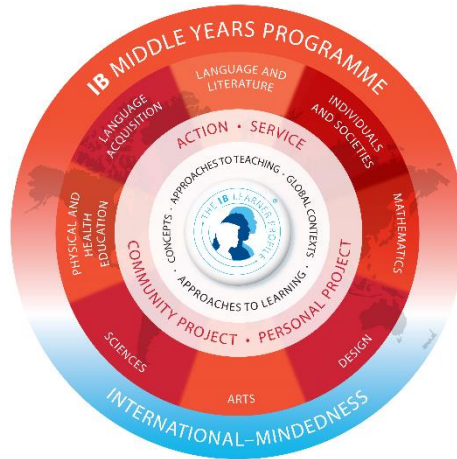 IB MIDDLE YEARS PROGRAMME
LANGUAGE AND
LITERATURE
INDIVIDUALS
AND SOCIETIES
MATHEMATICS
DESIGN
ARTS
SCIENCES
PHYSICAL AND
HEALTH
EDUCATION
LANGUAGE
ACQUISITION
ACTION • SERVICE
COMMUNITY PROJECT • PERSONAL PROJECT
APPROACHES TO TEACHING •
GLOBAL CONTEXTS •
APPROACHES TO LEARNING •
CONCEPTS •
THE IB LEARNER PROFILE
®
INTERNATIONAL–MINDEDNESS